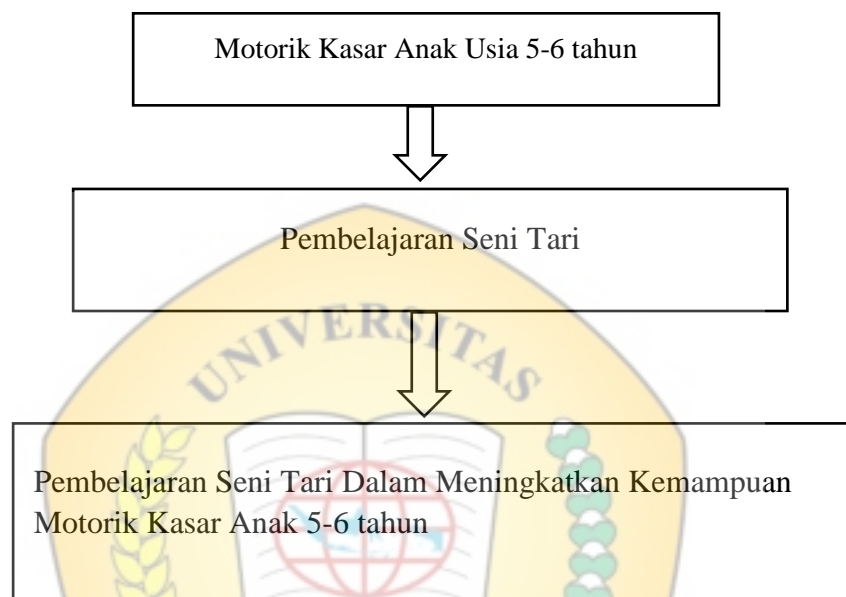 Motorik Kasar Anak Usia 5-6 tahun
Pembelajaran Seni Tari
UNIVERSITAS
Pembelajaran Seni Tari Dalam Meningkatkan Kemampuan
Motorik Kasar Anak 5-6 tahun